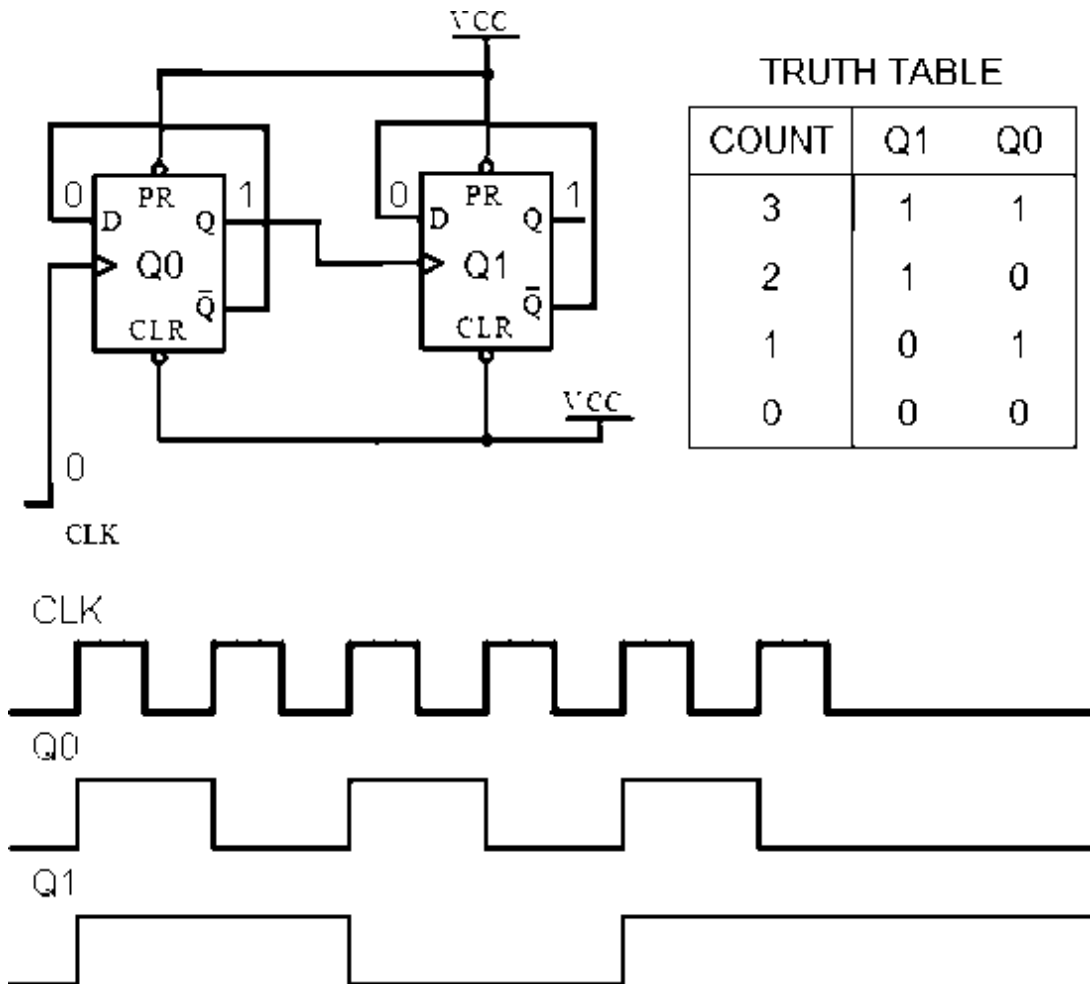 VCC
TRUTH TABLE
COUNT Q1 Q0
3 1 1
2 1 0
1 0 1
0 0 0
0 PR 1
D Q
Q0
Q̅
CLR
0 PR 1
D Q
Q1
Q̅
CLR
VCC
0
CLK
CLK
Q0
Q1